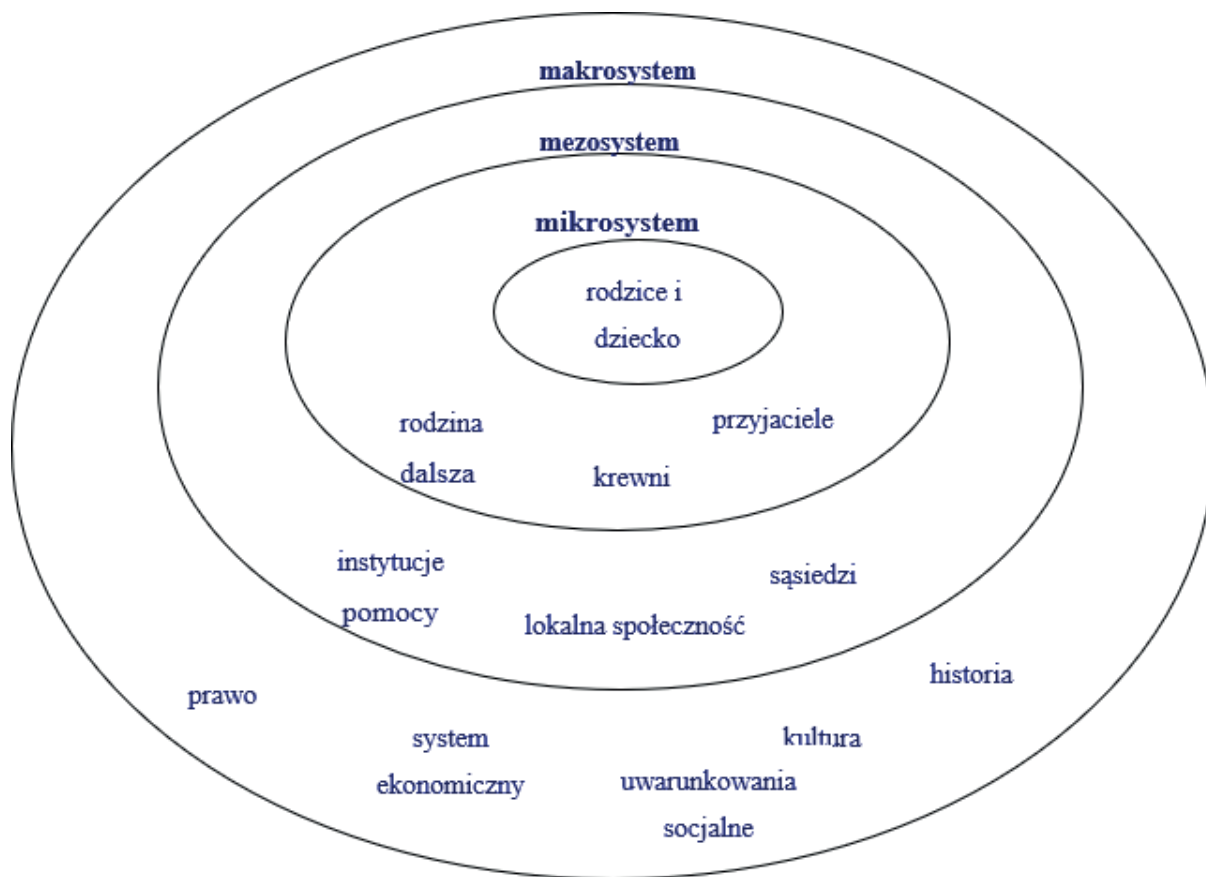 makrosystem
mezosystem
mikrosystem
rodzice i
dziecko
rodzina
dalsza
krewni
przyjaciele
instytucje
pomocy
lokalna społeczność
sąsiedzi
prawo
system
ekonomiczny
uwarunkowania
socjalne
kultura
historia